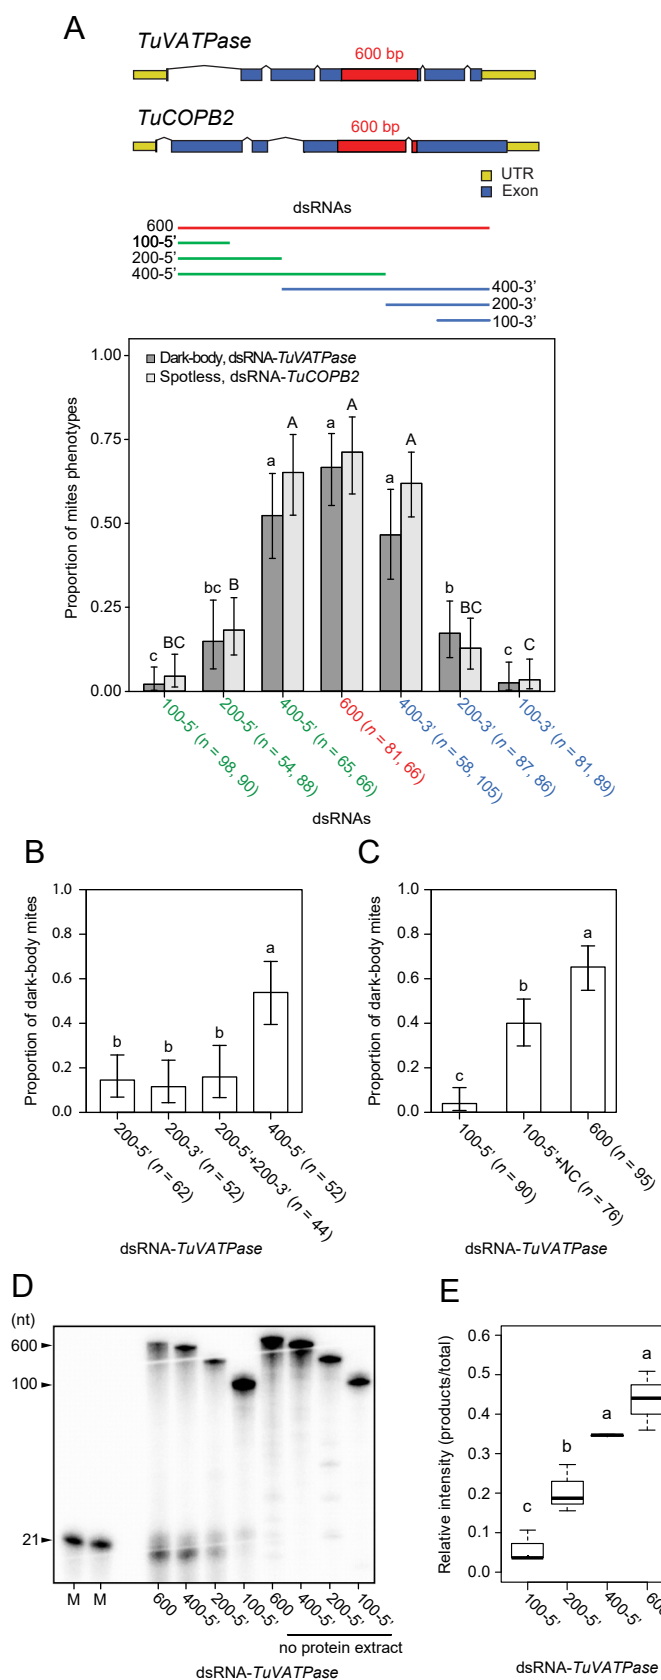 A
TuVATPase
600 bp
TuCOPB2
600 bp
UTR
Exon
dsRNAs
600
100-5'
200-5'
400-5'
400-3'
200-3'
100-3'
1.00
0.75
0.50
0.25
0.00
Proportion of mites phenotypes
Dark-body, dsRNA-TuVATPase
Spotless, dsRNA-TuCOPB2
c BC bc B a A a A a A b BC c C
100-5' (n = 98, 90)
200-5' (n = 54, 88)
400-5' (n = 65, 66)
600 (n = 81, 66)
400-3' (n = 58, 105)
200-3' (n = 87, 86)
100-3' (n = 81, 89)
dsRNAs
B
1.0
0.8
0.6
0.4
0.2
0.0
Proportion of dark-body mites
b b b a
200-5' (n = 62)
200-3' (n = 52)
200-5'+200-3' (n = 44)
400-5' (n = 52)
dsRNA-TuVATPase
C
1.0
0.8
0.6
0.4
0.2
0.0
Proportion of dark-body mites
c b a
100-5' (n = 90)
100-5'+NC (n = 76)
600 (n = 95)
dsRNA-TuVATPase
D
(nt)
600
100
21
M M 600 400-5' 200-5' 100-5' 600 400-5' 200-5' 100-5'
no protein extract
dsRNA-TuVATPase
E
0.6
0.5
0.4
0.3
0.2
0.1
0.0
Relative intensity (products/total)
c b a a
100-5'
200-5'
400-5'
600
dsRNA-TuVATPase